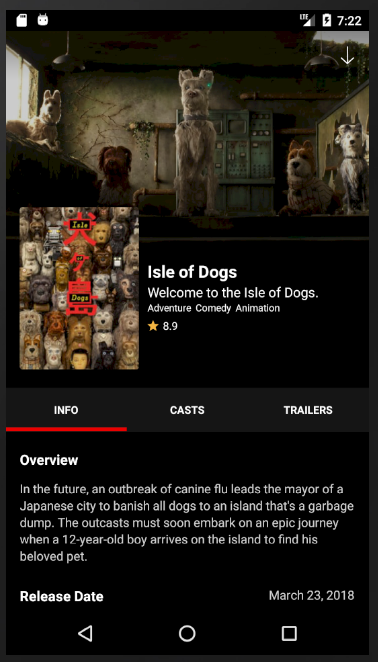 LTE 7:22
犬
Isle
ヶ
島
Dogs
Isle of Dogs
Welcome to the Isle of Dogs.
Adventure Comedy Animation
8.9
INFO CASTS TRAILERS
Overview
In the future, an outbreak of canine flu leads the mayor of a
Japanese city to banish all dogs to an island that's a garbage
dump. The outcasts must soon embark on an epic journey
when a 12-year-old boy arrives on the island to find his
beloved pet.
Release Date March 23, 2018